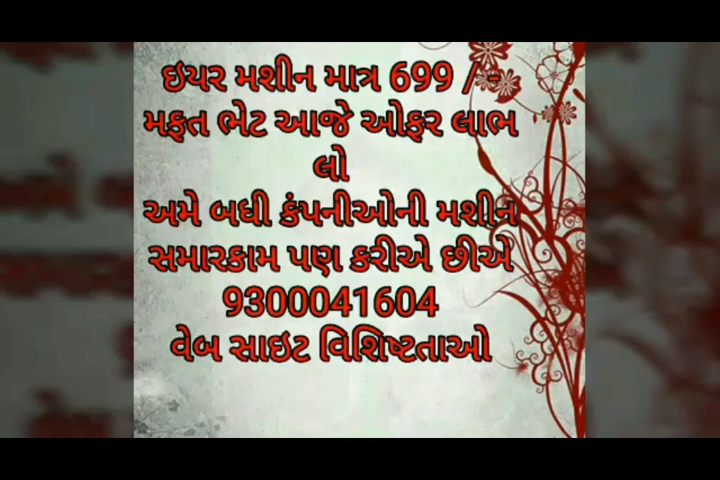 ઇયર મશીન માત્ર 699 /-=
મફત ભેટ આજે ઓફર લાભ
લો
અમે બધી કંપનીઓની મશીન
સમારકામ પણ કરીએ છીએ
9300041604
વેબ સાઇટ વિશિષ્ટતાઓ